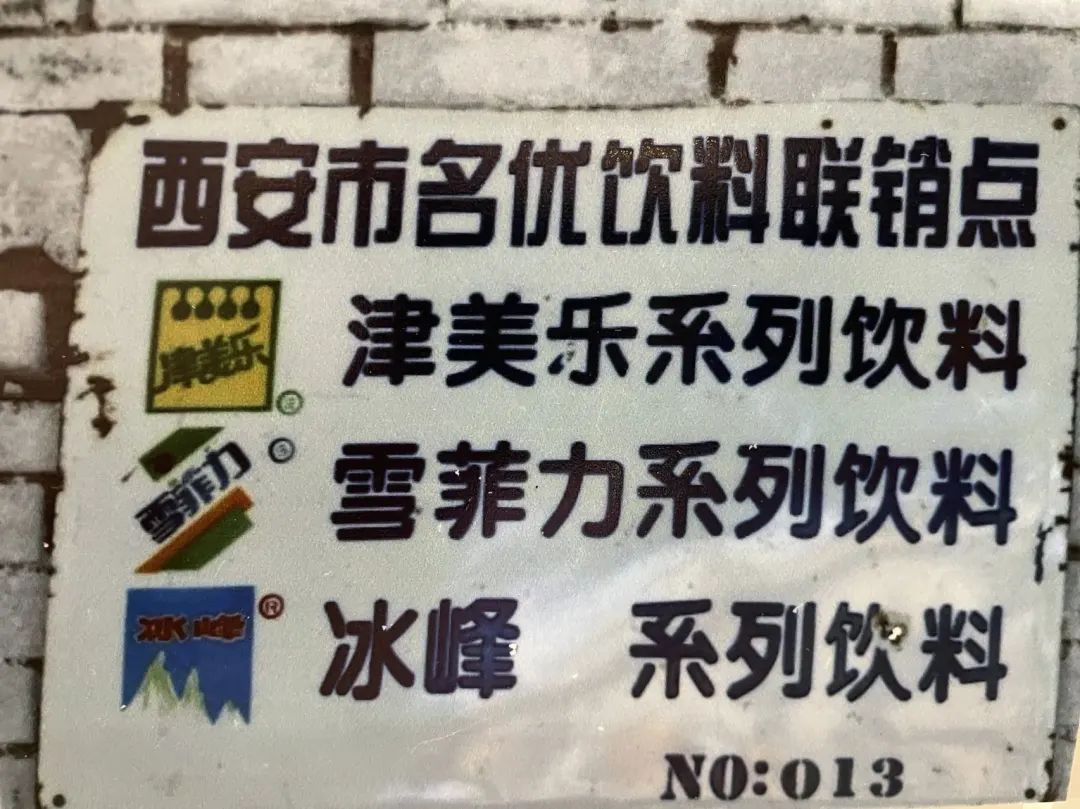 西安市名优饮料联销点
津美乐
津美乐系列饮料
雪菲力
雪菲力系列饮料
®
冰峰
冰峰 系列饮料
NO:013